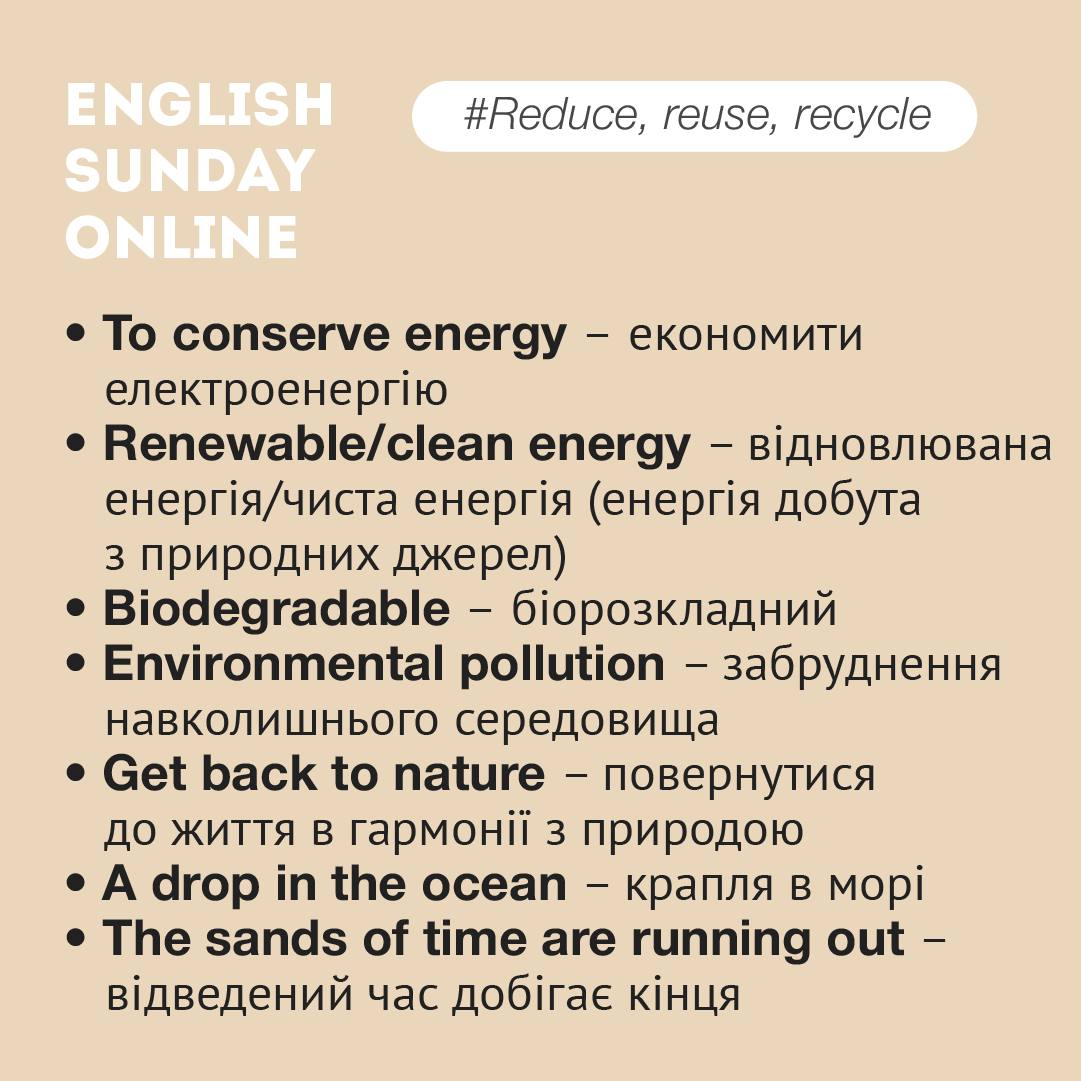 ENGLISH
SUNDAY
ONLINE
#Reduce, reuse, recycle
• To conserve energy – економити
електроенергію
• Renewable/clean energy – відновлювана
енергія/чиста енергія (енергія добута
з природних джерел)
• Biodegradable – біорозкладний
• Environmental pollution – забруднення
навколишнього середовища
• Get back to nature – повернутися
до життя в гармонії з природою
• A drop in the ocean – крапля в морі
• The sands of time are running out –
відведений час добігає кінця